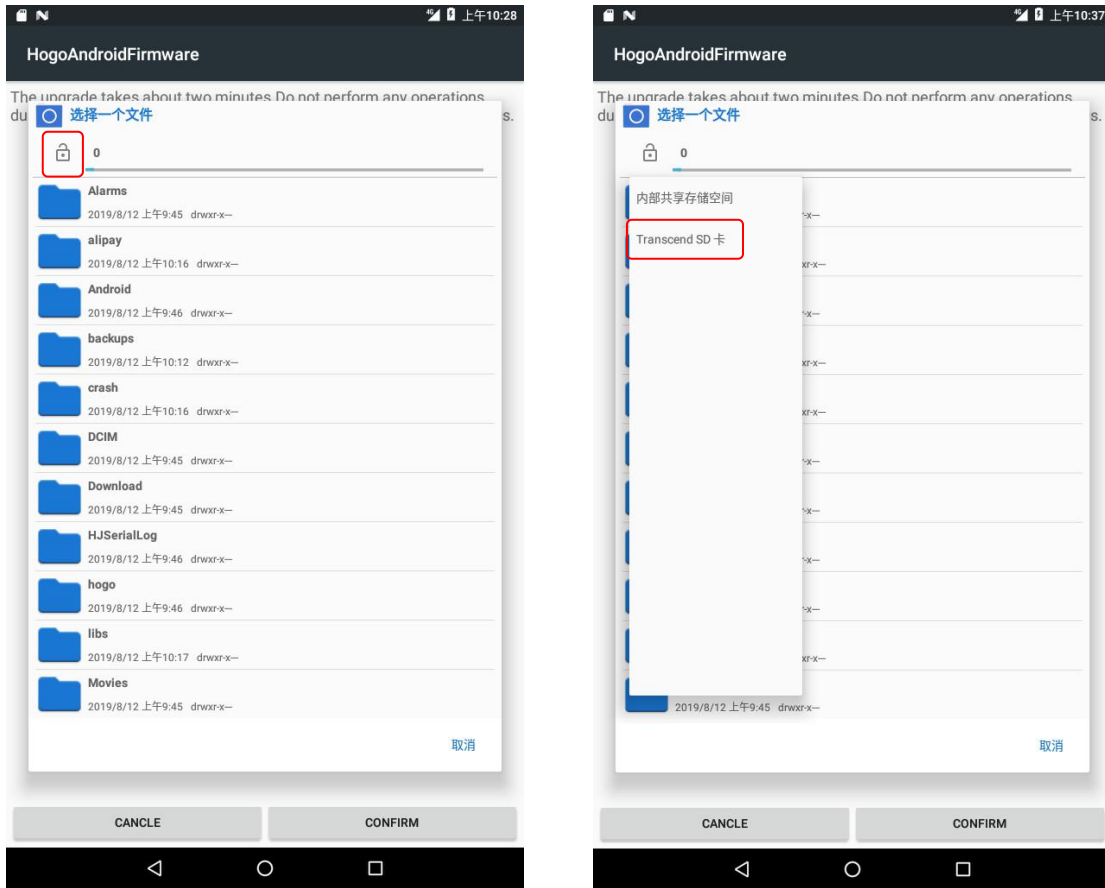 上午10:28
HogoAndroidFirmware
The upgrade takes about two minutes Do not perform any operations
du
s.
选择一个文件
0
Alarms
2019/8/12 上午9:45 drwxr-x—
alipay
2019/8/12 上午10:16 drwxr-x—
Android
2019/8/12 上午9:46 drwxr-x—
backups
2019/8/12 上午10:12 drwxr-x—
crash
2019/8/12 上午10:16 drwxr-x—
DCIM
2019/8/12 上午9:45 drwxr-x—
Download
2019/8/12 上午9:45 drwxr-x—
HJSerialLog
2019/8/12 上午9:46 drwxr-x—
hogo
2019/8/12 上午9:46 drwxr-x—
libs
2019/8/12 上午10:17 drwxr-x—
Movies
2019/8/12 上午9:45 drwxr-x—
取消
CANCLE CONFIRM
上午10:37
HogoAndroidFirmware
The upgrade takes about two minutes Do not perform any operations
du
s.
选择一个文件
0
内部共享存储空间
Transcend SD 卡
-x—
xr-x—
-x—
xr-x—
xr-x—
-x—
-x—
-x—
-x—
xr-x—
2019/8/12 上午9:45 drwxr-x—
取消
CANCLE CONFIRM